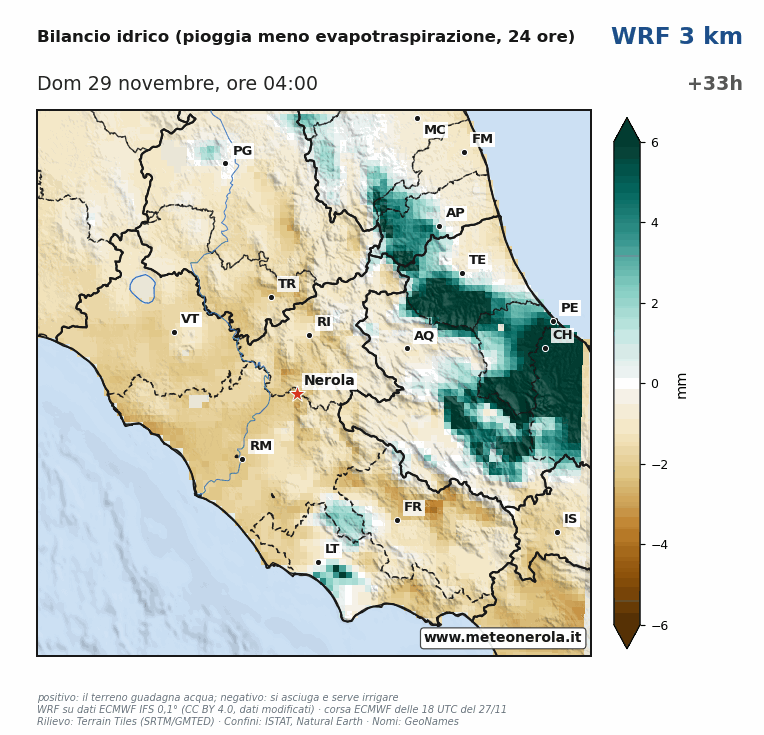 Bilancio idrico (pioggia meno evapotraspirazione, 24 ore)
WRF 3 km
Dom 29 novembre, ore 04:00
+33h
MC
FM
PG
AP
TE
TR
PE
VT
RI
AQ
CH
Nerola
RM
FR
IS
LT
www.meteonerola.it
6
4
2
0
−2
−4
−6
mm
positivo: il terreno guadagna acqua; negativo: si asciuga e serve irrigare
WRF su dati ECMWF IFS 0,1° (CC BY 4.0, dati modificati) · corsa ECMWF delle 18 UTC del 27/11
Rilievo: Terrain Tiles (SRTM/GMTED) · Confini: ISTAT, Natural Earth · Nomi: GeoNames